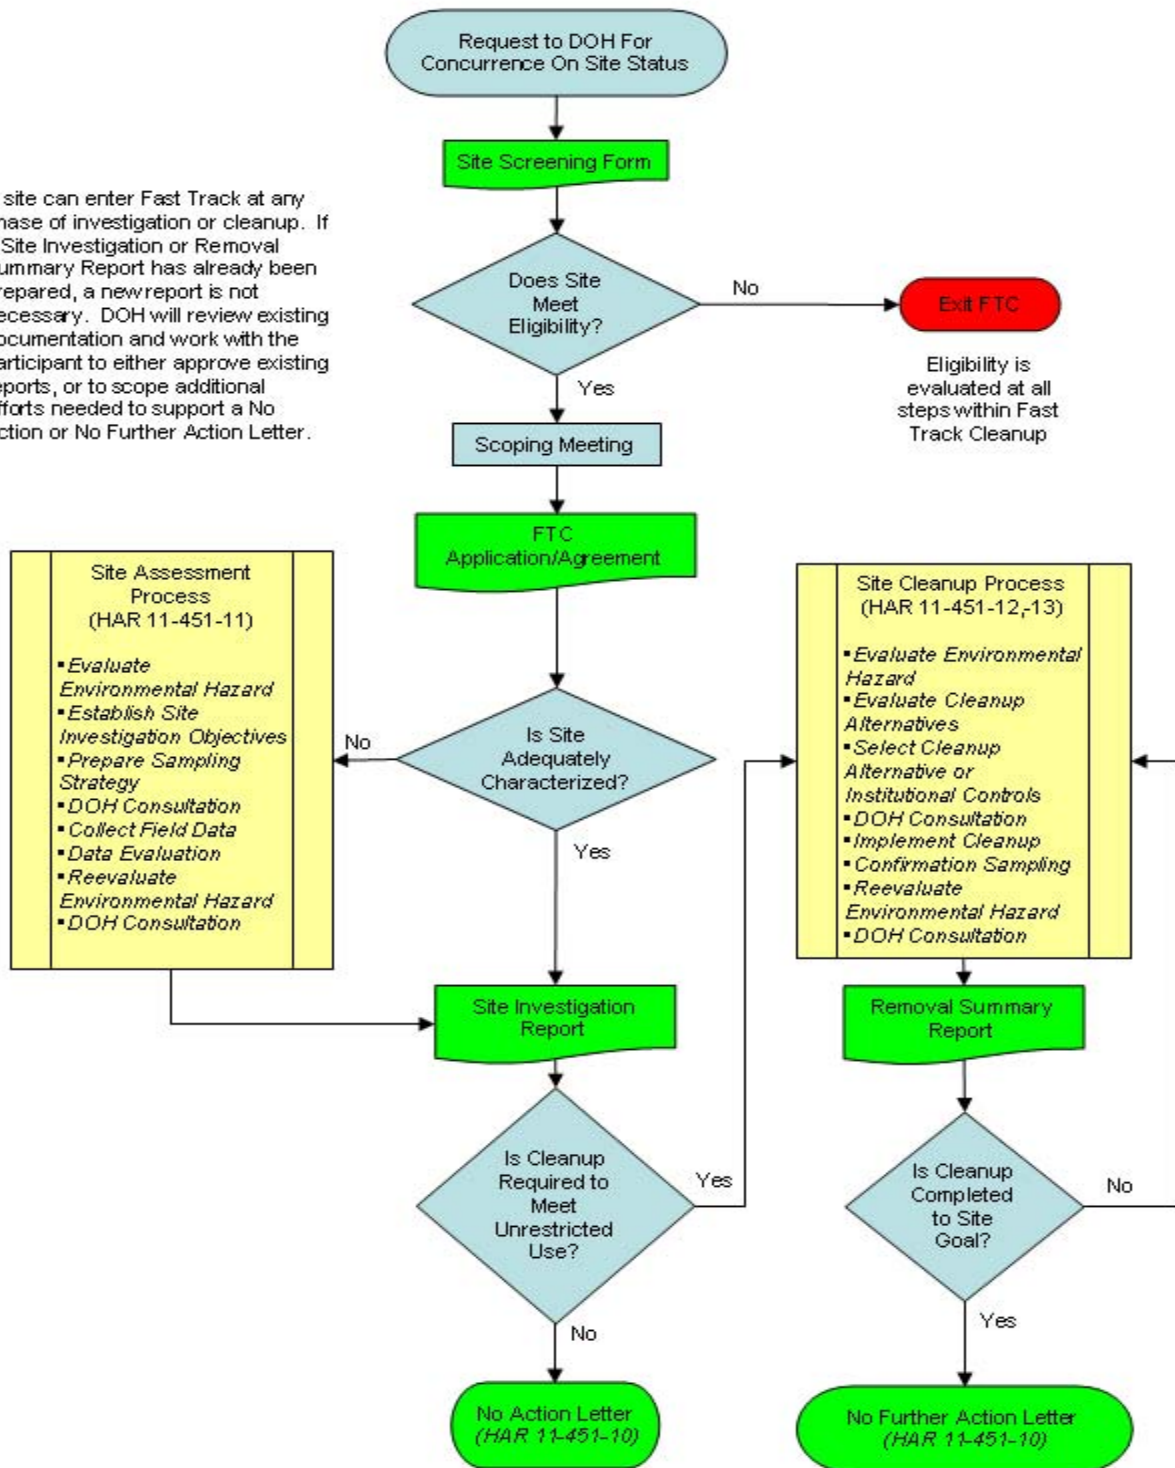 Request to DOH For
Concurrence On Site Status
Site Screening Form
site can enter Fast Track at any
hase of investigation or cleanup. If
Site Investigation or Removal
ummary Report has already been
repared, a new report is not
ecessary. DOH will review existing
ocumentation and work with the
articipant to either approve existing
eports, or to scope additional
fforts needed to support a No
ction or No Further Action Letter.
Does Site
Meet
Eligibility?
No
Exit FTC
Eligibility is
evaluated at all
steps within Fast
Track Cleanup
Yes
Scoping Meeting
FTC
Application/Agreement
Site Assessment
Process
(HAR 11-451-11)
▪Evaluate
Environmental Hazard
▪Establish Site
Investigation Objectives
▪Prepare Sampling
Strategy
▪DOH Consultation
▪Collect Field Data
▪Data Evaluation
▪Reevaluate
Environmental Hazard
▪DOH Consultation
No
Is Site
Adequately
Characterized?
Yes
Site Cleanup Process
(HAR 11-451-12,-13)
▪Evaluate Environmental
Hazard
▪Evaluate Cleanup
Alternatives
▪Select Cleanup
Alternative or
Institutional Controls
▪DOH Consultation
▪Implement Cleanup
▪Confirmation Sampling
▪Reevaluate
Environmental Hazard
▪DOH Consultation
Site Investigation
Report
Removal Summary
Report
Is Cleanup
Required to
Meet
Unrestricted
Use?
Yes
Is Cleanup
Completed
to Site
Goal?
No
No
Yes
No Action Letter
(HAR 11-451-10)
No Further Action Letter
(HAR 11-451-10)